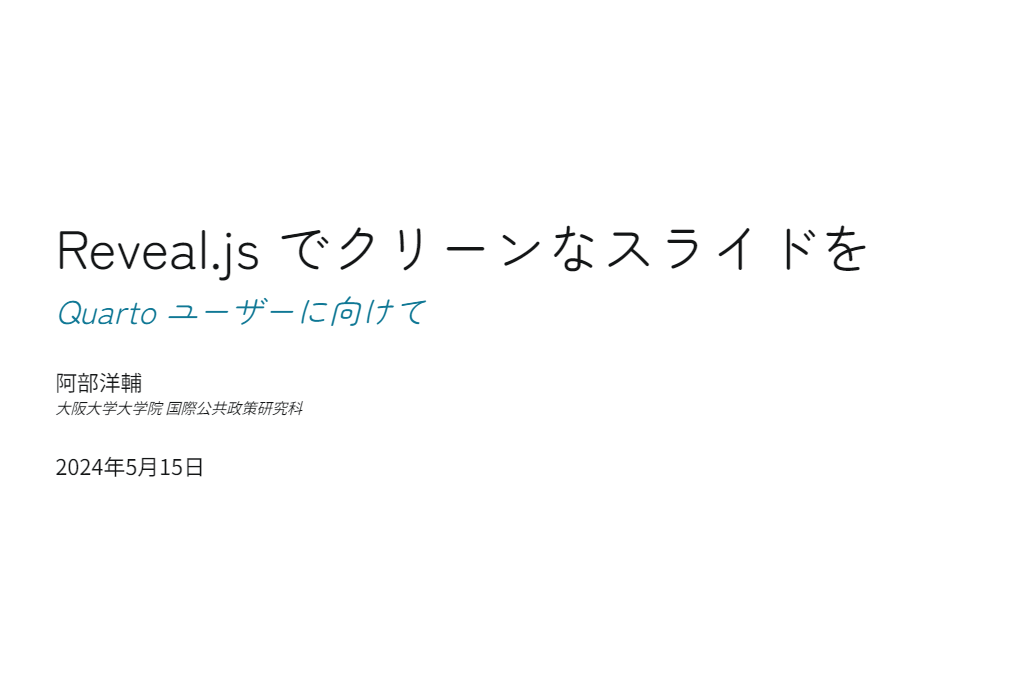 Reveal.js でクリーンなスライドを
Quarto ユーザーに向けて
阿部洋輔
大阪大学大学院 国際公共政策研究科
2024年5月15日